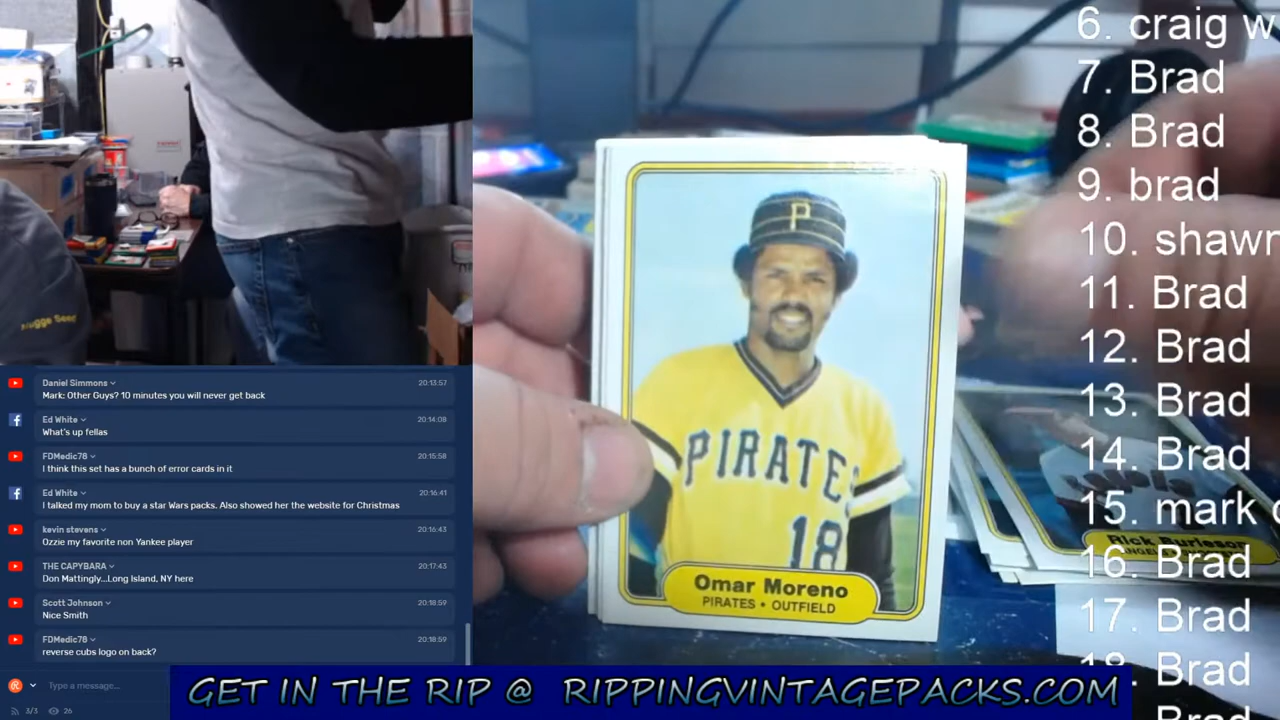 Daniel Simmons 20:13:57
Mark: Other Guys? 10 minutes you will never get back
Ed White 20:14:08
What's up fellas
FDMedic78 20:15:58
I think this set has a bunch of error cards in it
Ed White 20:16:41
I talked my mom to buy a star Wars packs. Also showed her the website for Christmas
kevin stevens 20:16:43
Ozzie my favorite non Yankee player
THE CAPYBARA 20:17:43
Don Mattingly...Long Island, NY here
Scott Johnson 20:18:59
Nice Smith
FDMedic78 20:18:59
reverse cubs logo on back?
Type a message...
3/3 26
P
PIRATES
18
Omar Moreno
PIRATES • OUTFIELD
Rick Burleson
6. craig w
7. Brad
8. Brad
9. brad
10. shawn
11. Brad
12. Brad
13. Brad
14. Brad
15. mark
16. Brad
17. Brad
18. Brad
Brad
GET IN THE RIP @ RIPPINGVINTAGEPACKS.COM